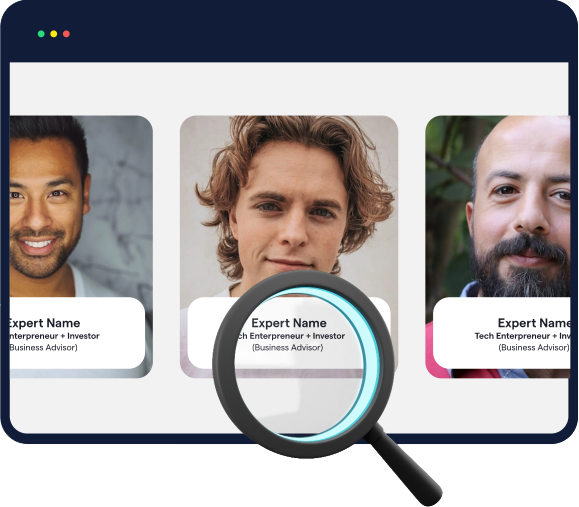 Expert Name
Enterpreneur + Investor
(Business Advisor)
Expert Name
Tech Enterpreneur + Investor
(Business Advisor)
Expert Name
Tech Enterpreneur + Inv
(Business Advisor)